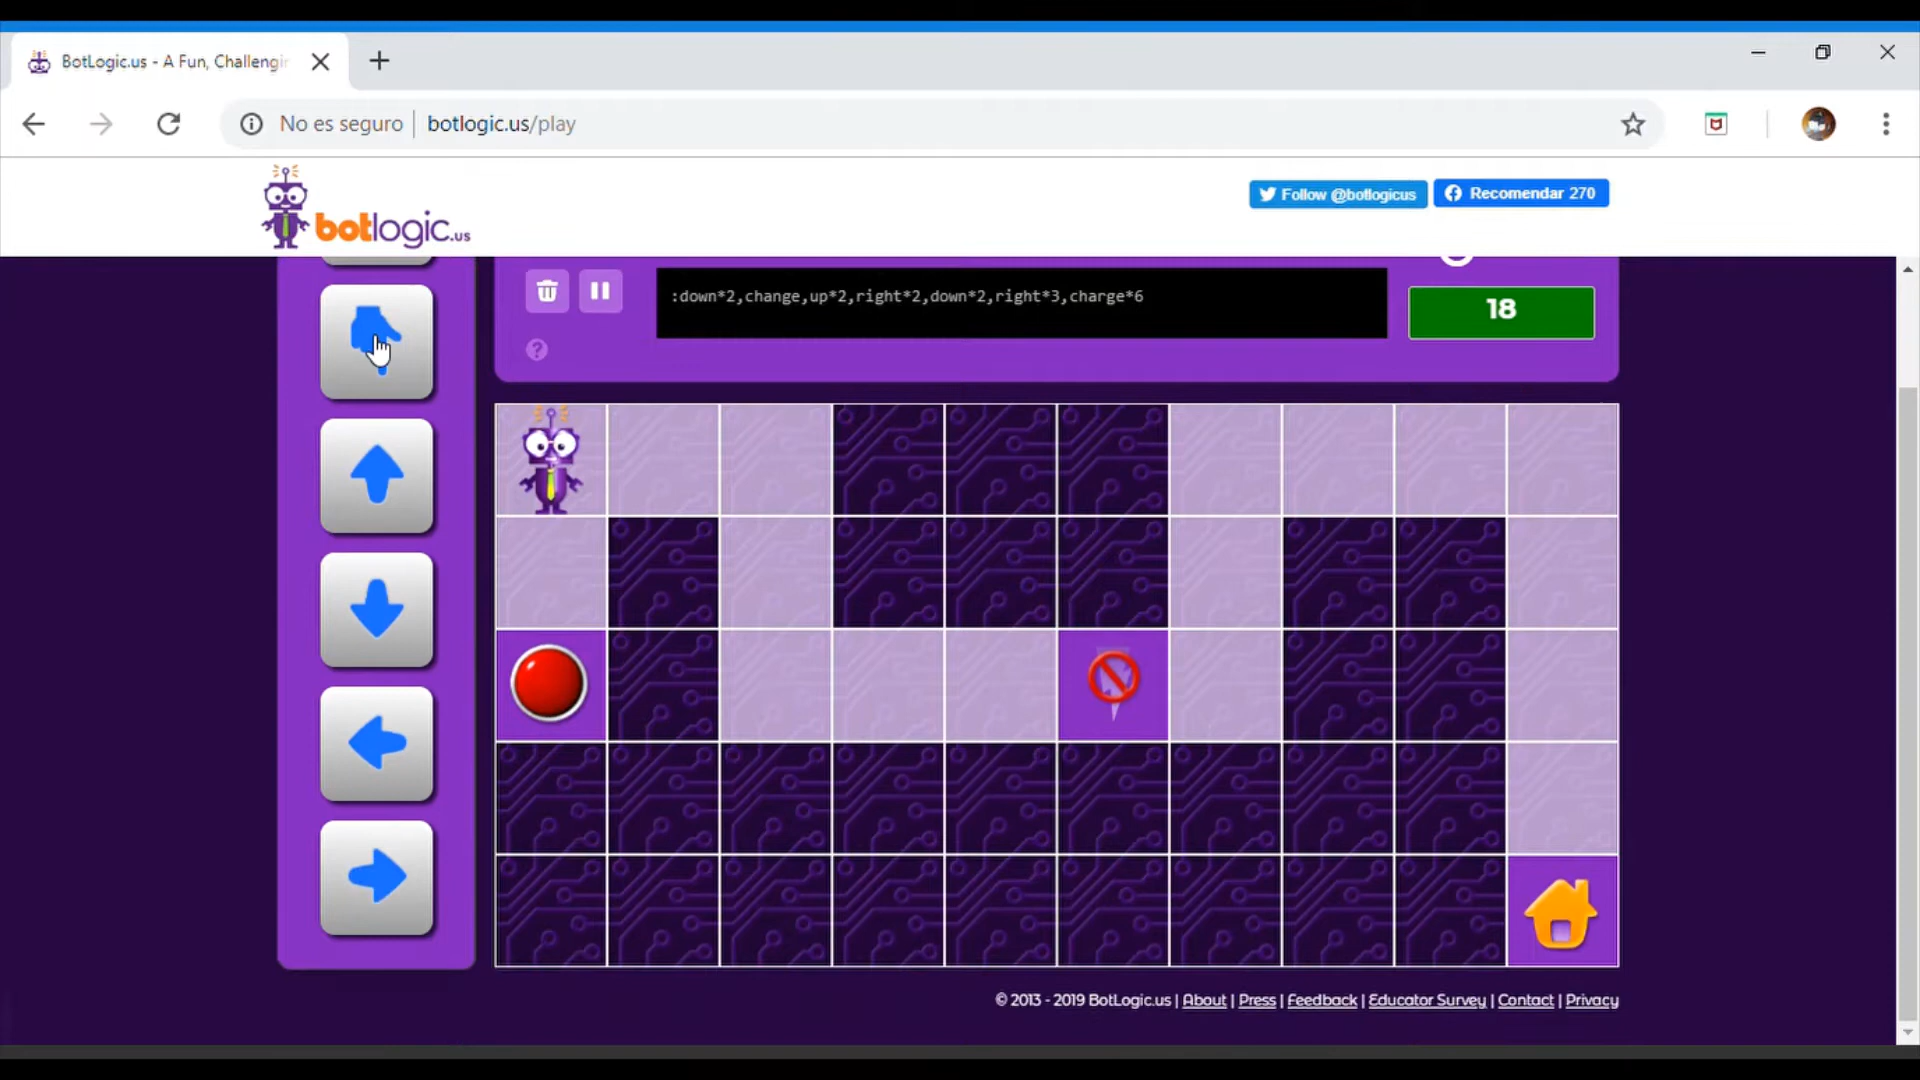 BotLogic.us - A Fun, Challengin
No es seguro
botlogic.us/play
botlogic.us
Follow @botlogicus
Recomendar 270
:down*2,change,up*2,right*2,down*2,right*3,charge*6
18
?
© 2013 - 2019 BotLogic.us | About | Press | Feedback | Educator Survey | Contact | Privacy